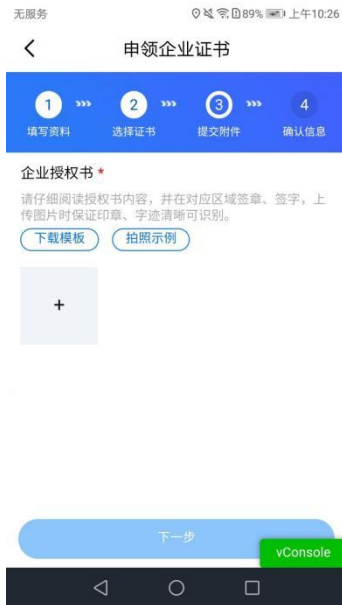 无服务 89% 上午10:26
申领企业证书
1 2 3 4
填写资料 选择证书 提交附件 确认信息
企业授权书 *
请仔细阅读授权书内容，并在对应区域签章、签字，上
传图片时保证印章、字迹清晰可识别。
下载模板 拍照示例
+
下一步
vConsole